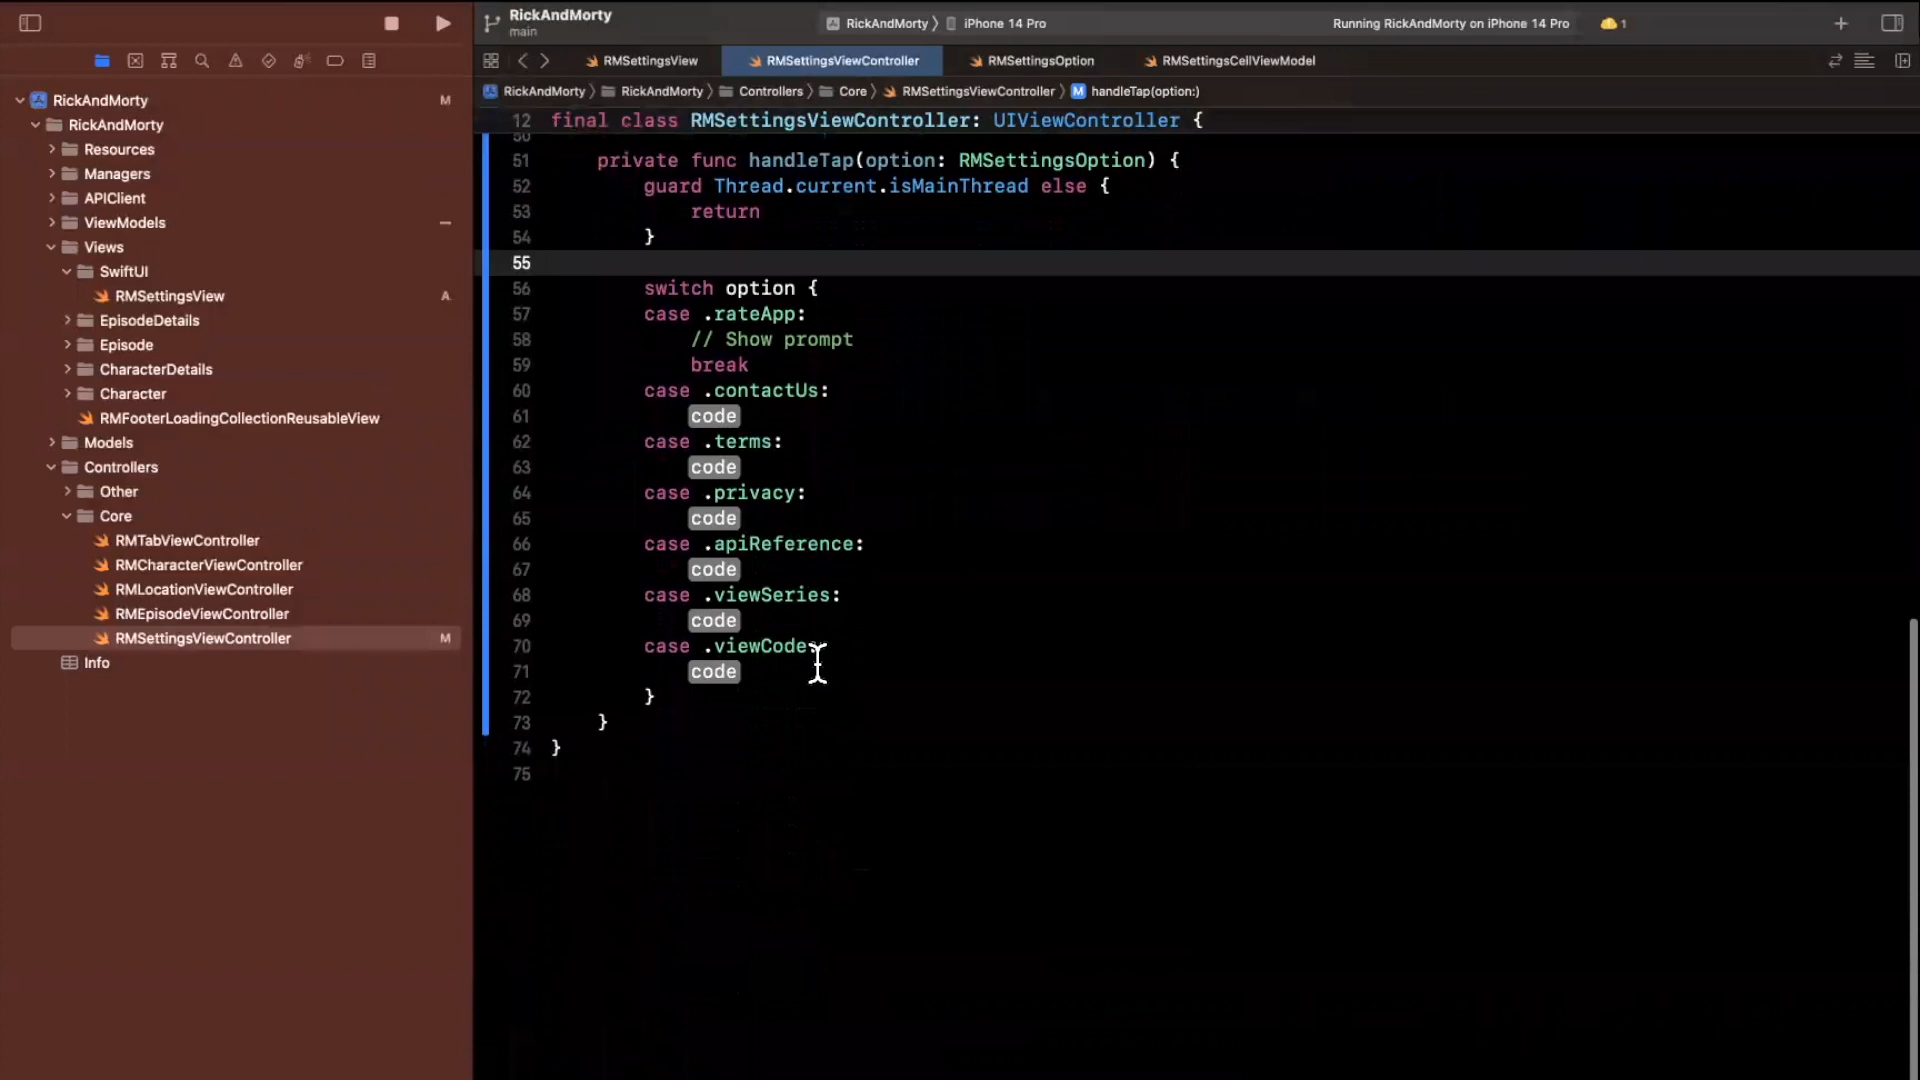 RickAndMorty
main
RickAndMorty
iPhone 14 Pro
Running RickAndMorty on iPhone 14 Pro
1
RMSettingsView
RMSettingsViewController
RMSettingsOption
RMSettingsCellViewModel
RickAndMorty
RickAndMorty
Controllers
Core
RMSettingsViewController
M handleTap(option:)
RickAndMorty M
RickAndMorty
Resources
Managers
APIClient
ViewModels
Views
SwiftUI
RMSettingsView A
EpisodeDetails
Episode
CharacterDetails
Character
RMFooterLoadingCollectionReusableView
Models
Controllers
Other
Core
RMTabViewController
RMCharacterViewController
RMLocationViewController
RMEpisodeViewController
RMSettingsViewController M
Info
12 final class RMSettingsViewController: UIViewController {
50
51 private func handleTap(option: RMSettingsOption) {
52 guard Thread.current.isMainThread else {
53 return
54 }
55
56 switch option {
57 case .rateApp:
58 // Show prompt
59 break
60 case .contactUs:
61 code
62 case .terms:
63 code
64 case .privacy:
65 code
66 case .apiReference:
67 code
68 case .viewSeries:
69 code
70 case .viewCode:
71 code
72 }
73 }
74 }
75